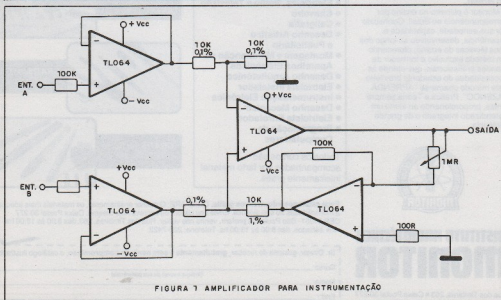 +Vcc
TL064
-Vcc
100K
ENT. A
10K 0,1%
10K 0,1%
+Vcc
TL064
-Vcc
SAÍDA
100K
1MR
ENT. B
+Vcc
TL064
-Vcc
0,1%
10K 1,%
TL064
100R
FIGURA 7 AMPLIFICADOR PARA INSTRUMENTAÇÃO